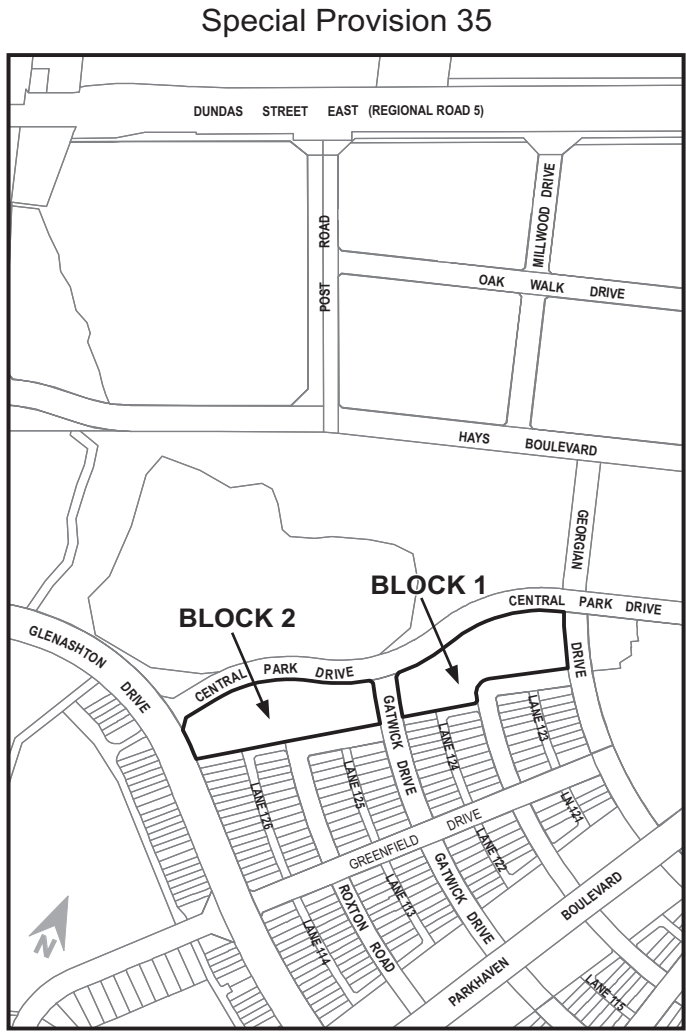 Special Provision 35
DUNDAS STREET EAST (REGIONAL ROAD 5)
POST ROAD
MILLWOOD DRIVE
OAK WALK DRIVE
HAYS BOULEVARD
GEORGIAN DRIVE
BLOCK 1
BLOCK 2
CENTRAL PARK DRIVE
CENTRAL PARK DRIVE
GLENASHTON DRIVE
GATWICK DRIVE
LANE 123
LANE 124
LANE 125
LANE 126
LN 121
GREENFIELD DRIVE
LANE 122
GATWICK DRIVE
LANE 113
ROXTON ROAD
LANE 114
PARKHAVEN BOULEVARD
LANE 115
N